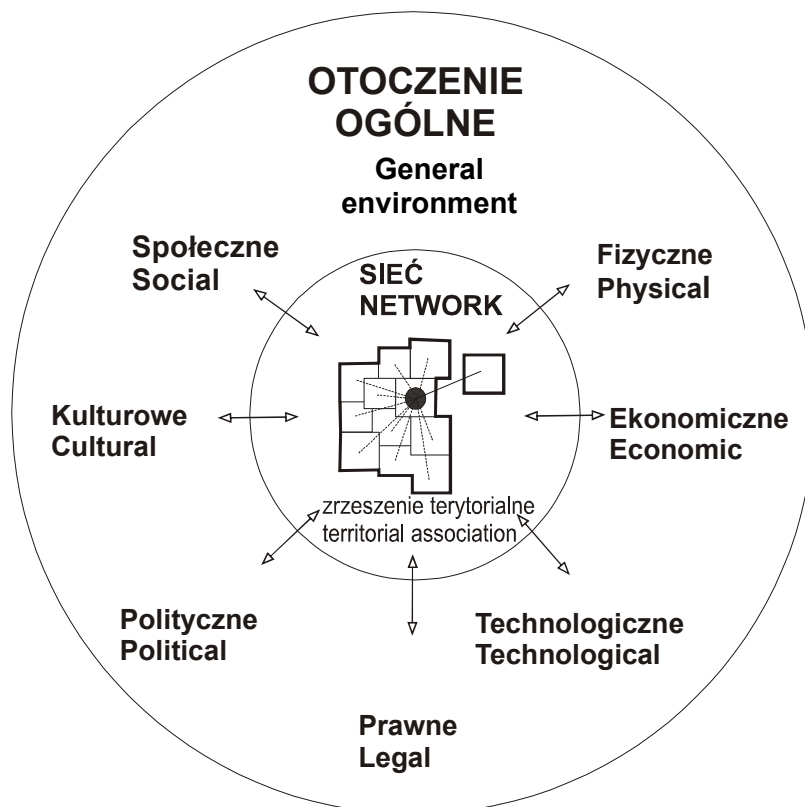 OTOCZENIE
OGÓLNE
General
environment
Społeczne
Social
Fizyczne
Physical
SIEĆ
NETWORK
Kulturowe
Cultural
Ekonomiczne
Economic
zrzeszenie terytorialne
territorial association
Polityczne
Political
Technologiczne
Technological
Prawne
Legal